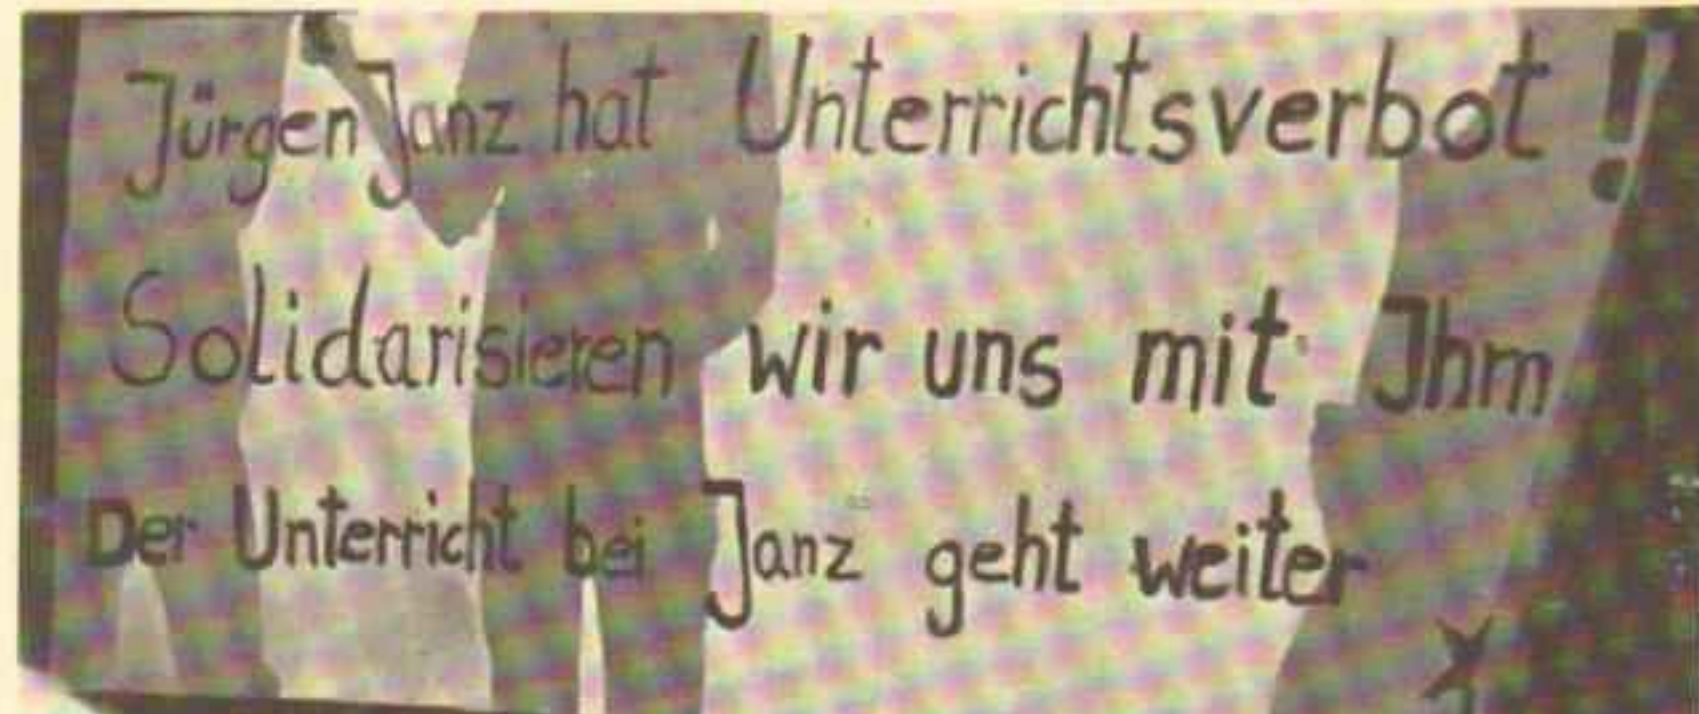 Jürgen Janz hat Unterrichtsverbot!
Solidarisieren wir uns mit Jhm
Der Unterricht bei Janz geht weiter